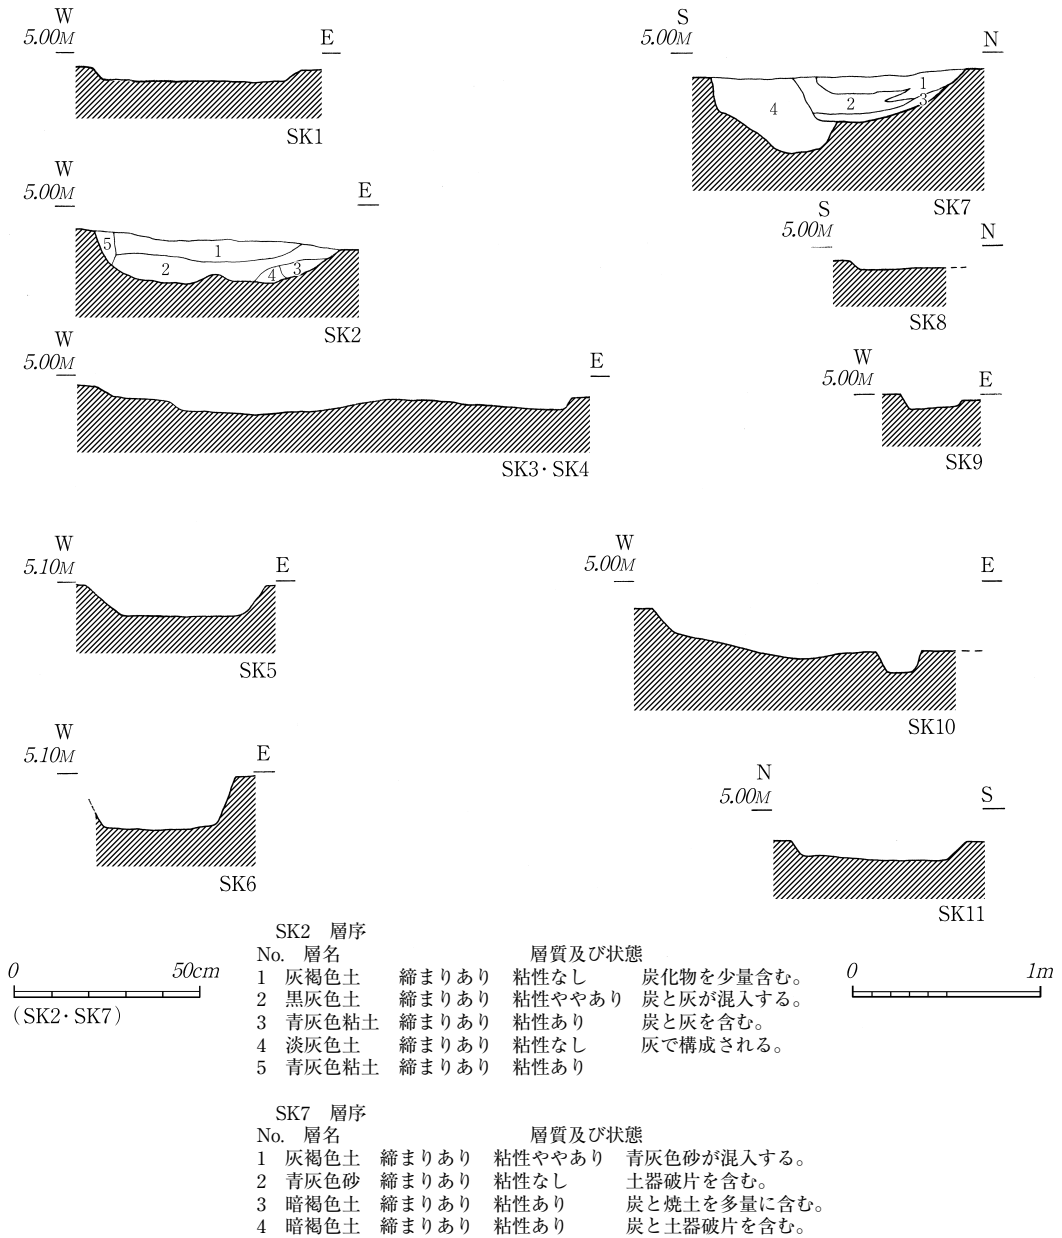 W
5.00M
E
SK1
W
5.00M
E
5
1
2
4
3
SK2
W
5.00M
E
SK3・SK4
W
5.10M
E
SK5
W
5.10M
E
SK6
S
5.00M
N
4
2
1
3
SK7
S
5.00M
N
SK8
W
5.00M
E
SK9
W
5.00M
E
SK10
N
5.00M
S
SK11
0 50cm
(SK2・SK7)
0 1m
SK2 層序
No. 層名 層質及び状態
1 灰褐色土 締まりあり 粘性なし 炭化物を少量含む。
2 黒灰色土 締まりあり 粘性ややあり 炭と灰が混入する。
3 青灰色粘土 締まりあり 粘性あり 炭と灰を含む。
4 淡灰色土 締まりあり 粘性なし 灰で構成される。
5 青灰色粘土 締まりあり 粘性あり
SK7 層序
No. 層名 層質及び状態
1 灰褐色土 締まりあり 粘性ややあり 青灰色砂が混入する。
2 青灰色砂 締まりあり 粘性なし 土器破片を含む。
3 暗褐色土 締まりあり 粘性あり 炭と焼土を多量に含む。
4 暗褐色土 締まりあり 粘性あり 炭と土器破片を含む。